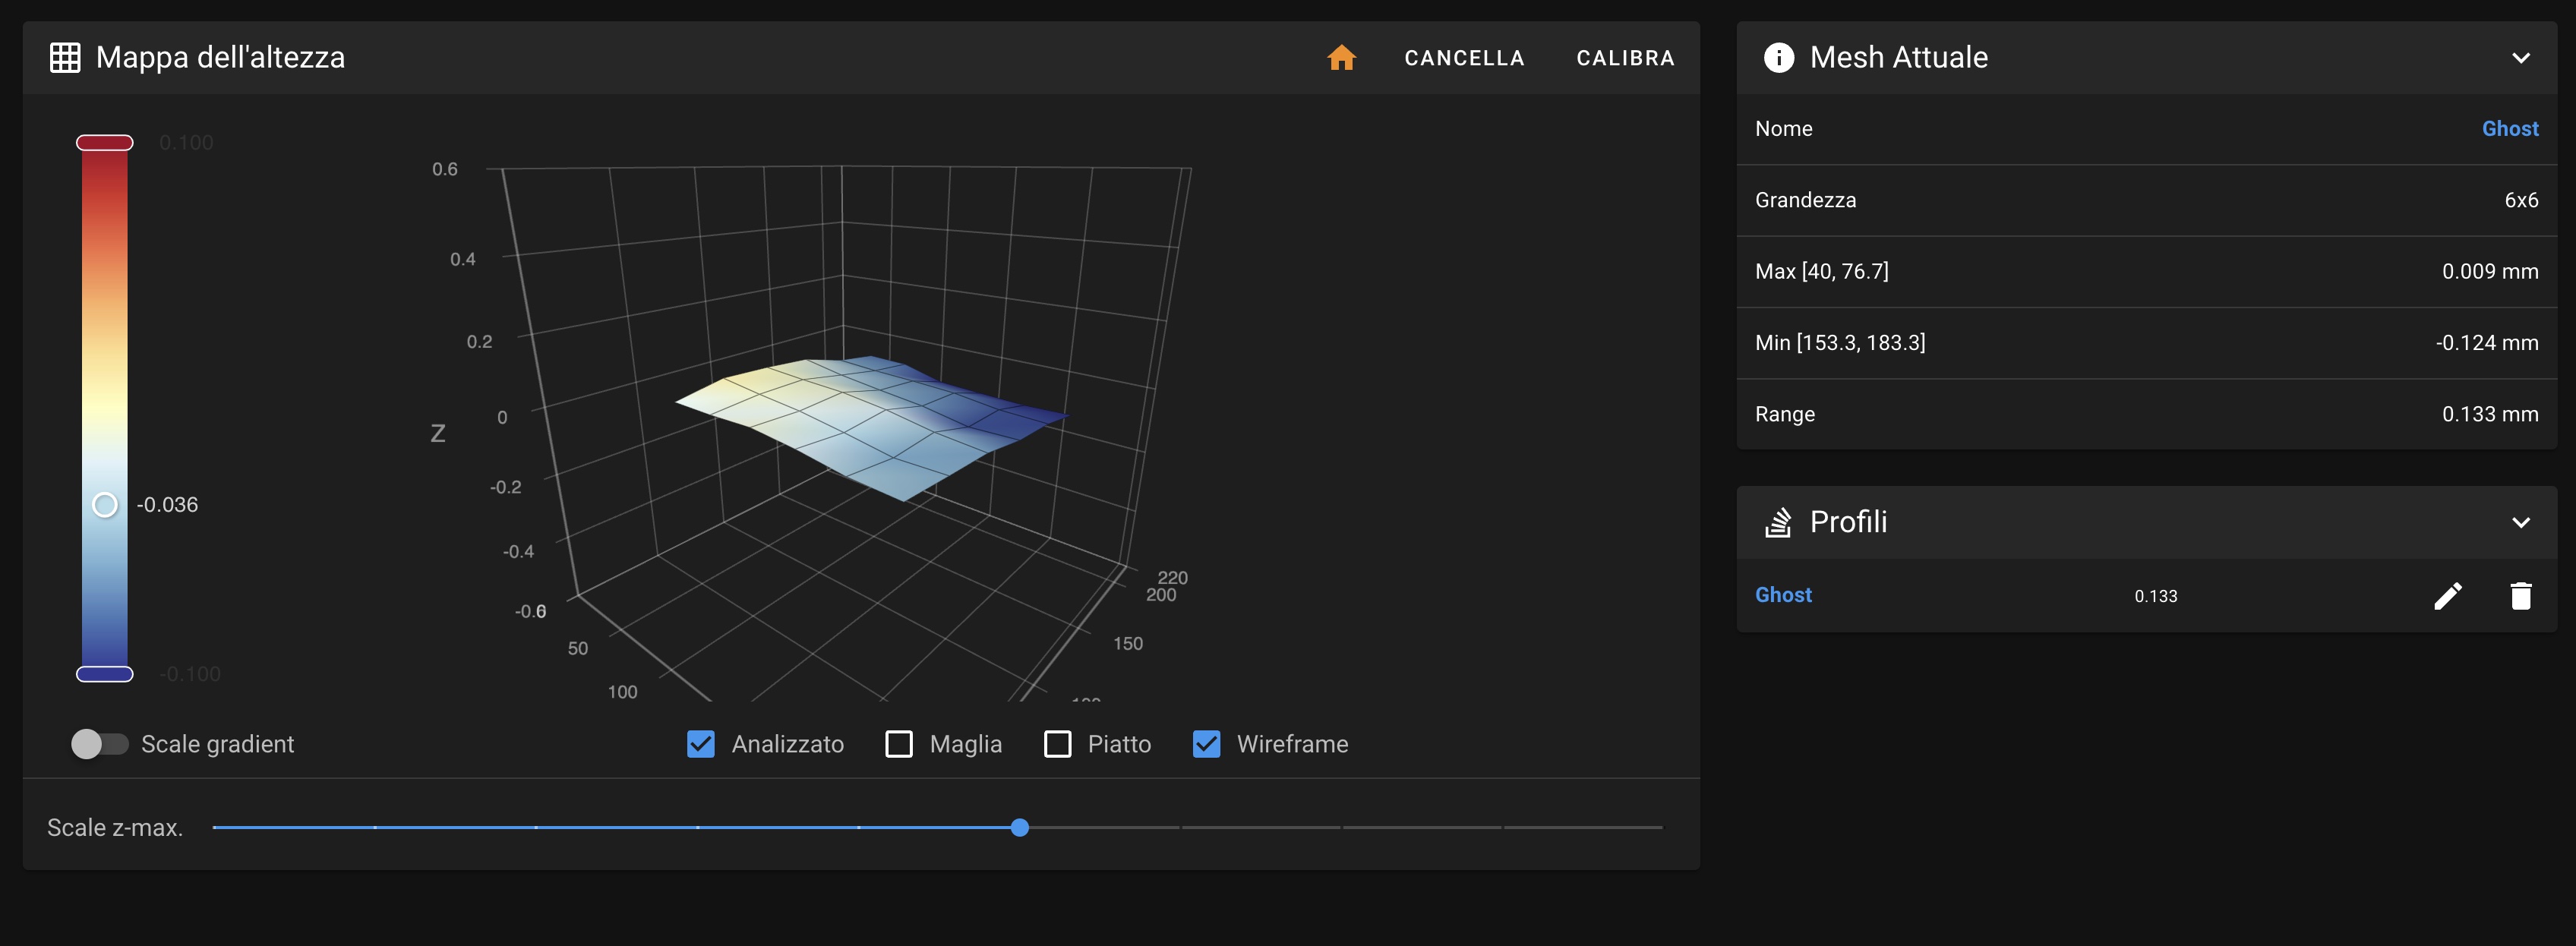 Mappa dell'altezza
CANCELLA
CALIBRA
0.100
-0.036
-0.100
0.6
0.4
0.2
0
-0.2
-0.4
-0.6
Z
50
100
220
200
150
Scale gradient
Analizzato
Maglia
Piatto
Wireframe
Scale z-max.
Mesh Attuale
Nome Ghost
Grandezza 6x6
Max [40, 76.7] 0.009 mm
Min [153.3, 183.3] -0.124 mm
Range 0.133 mm
Profili
Ghost 0.133